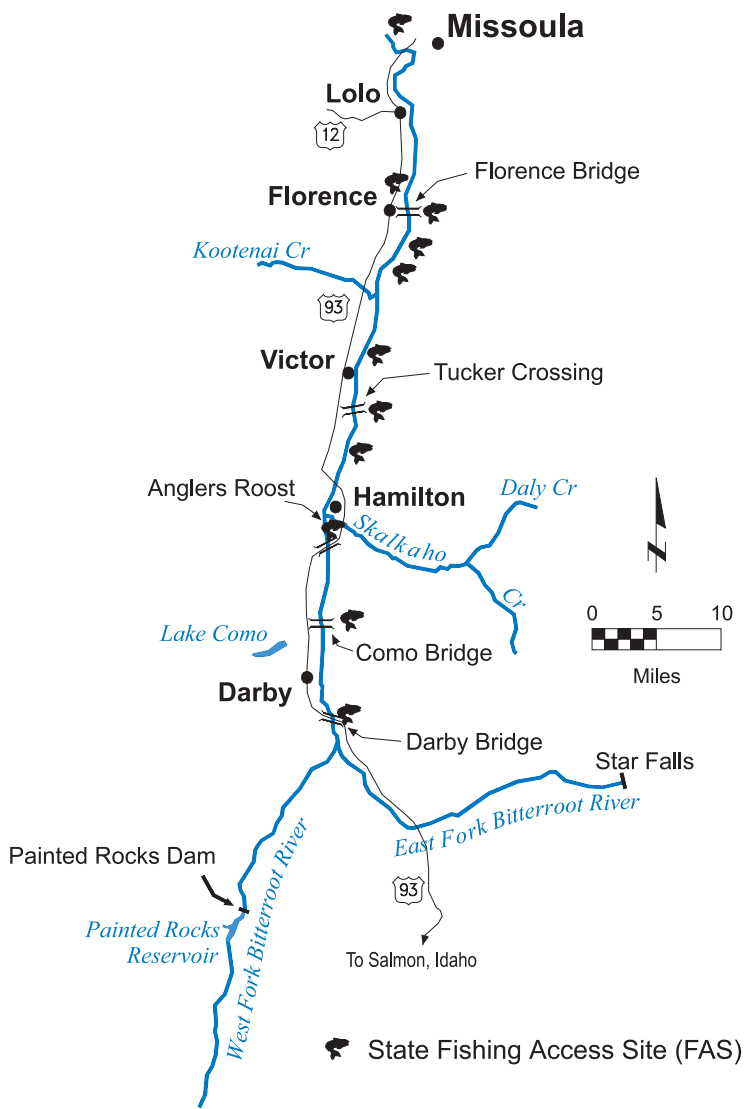 Missoula
Lolo
12
Florence Bridge
Florence
Kootenai Cr
93
Victor
Tucker Crossing
Anglers Roost
Hamilton
Daly Cr
Skalkaho
Cr
N
0 5 10
Miles
Lake Como
Como Bridge
Darby
Darby Bridge
Star Falls
East Fork Bitterroot River
Painted Rocks Dam
93
Painted Rocks
Reservoir
West Fork Bitterroot River
To Salmon, Idaho
State Fishing Access Site (FAS)